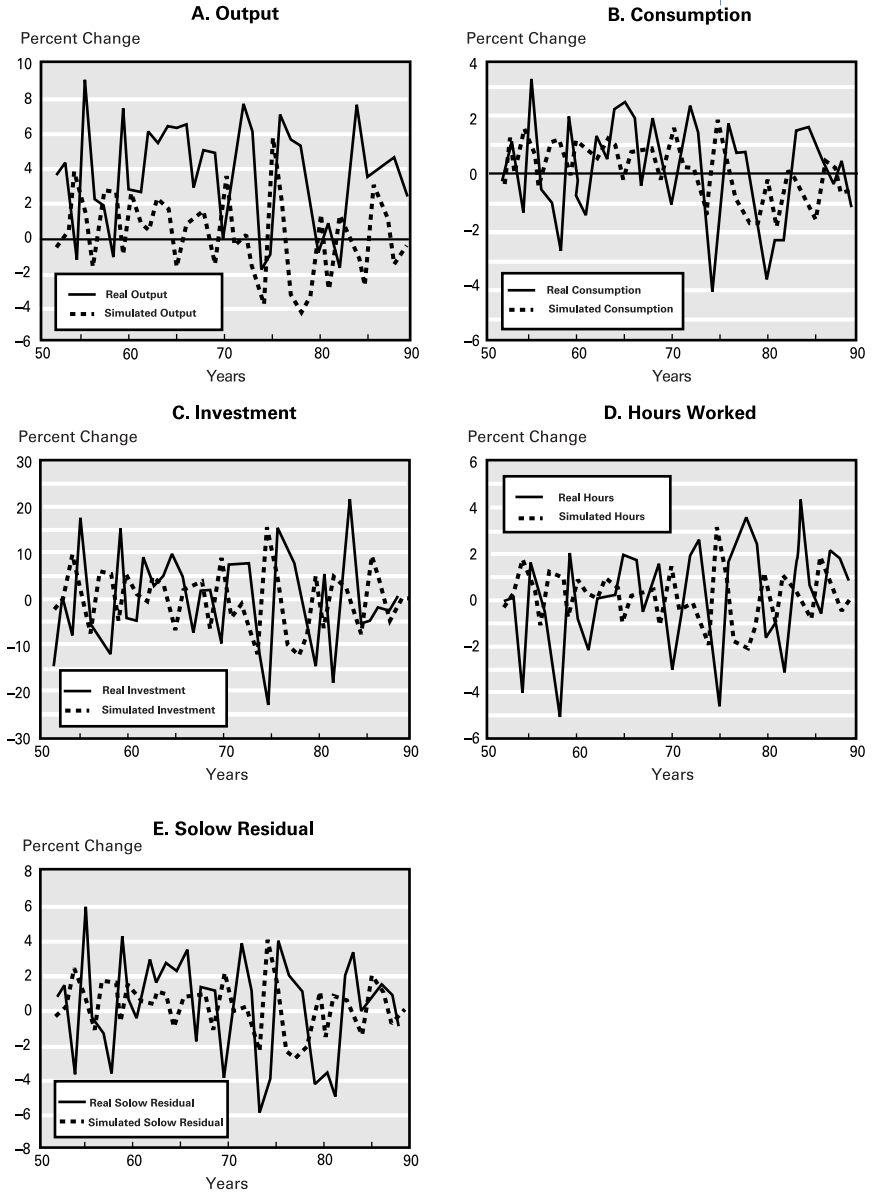 A. Output
Percent Change
10
8
6
4
2
0
–2
–4
–6
Real Output
Simulated Output
50
60
70
80
90
Years
B. Consumption
Percent Change
4
2
0
–2
–4
–6
Real Consumption
Simulated Consumption
50
60
70
80
90
Years
C. Investment
Percent Change
30
20
10
0
–10
–20
–30
Real Investment
Simulated Investment
50
60
70
80
90
Years
D. Hours Worked
Percent Change
6
4
2
0
–2
–4
–6
Real Hours
Simulated Hours
50
60
70
80
90
Years
E. Solow Residual
Percent Change
8
6
4
2
0
–2
–4
–6
–8
Real Solow Residual
Simulated Solow Residual
50
60
70
80
90
Years